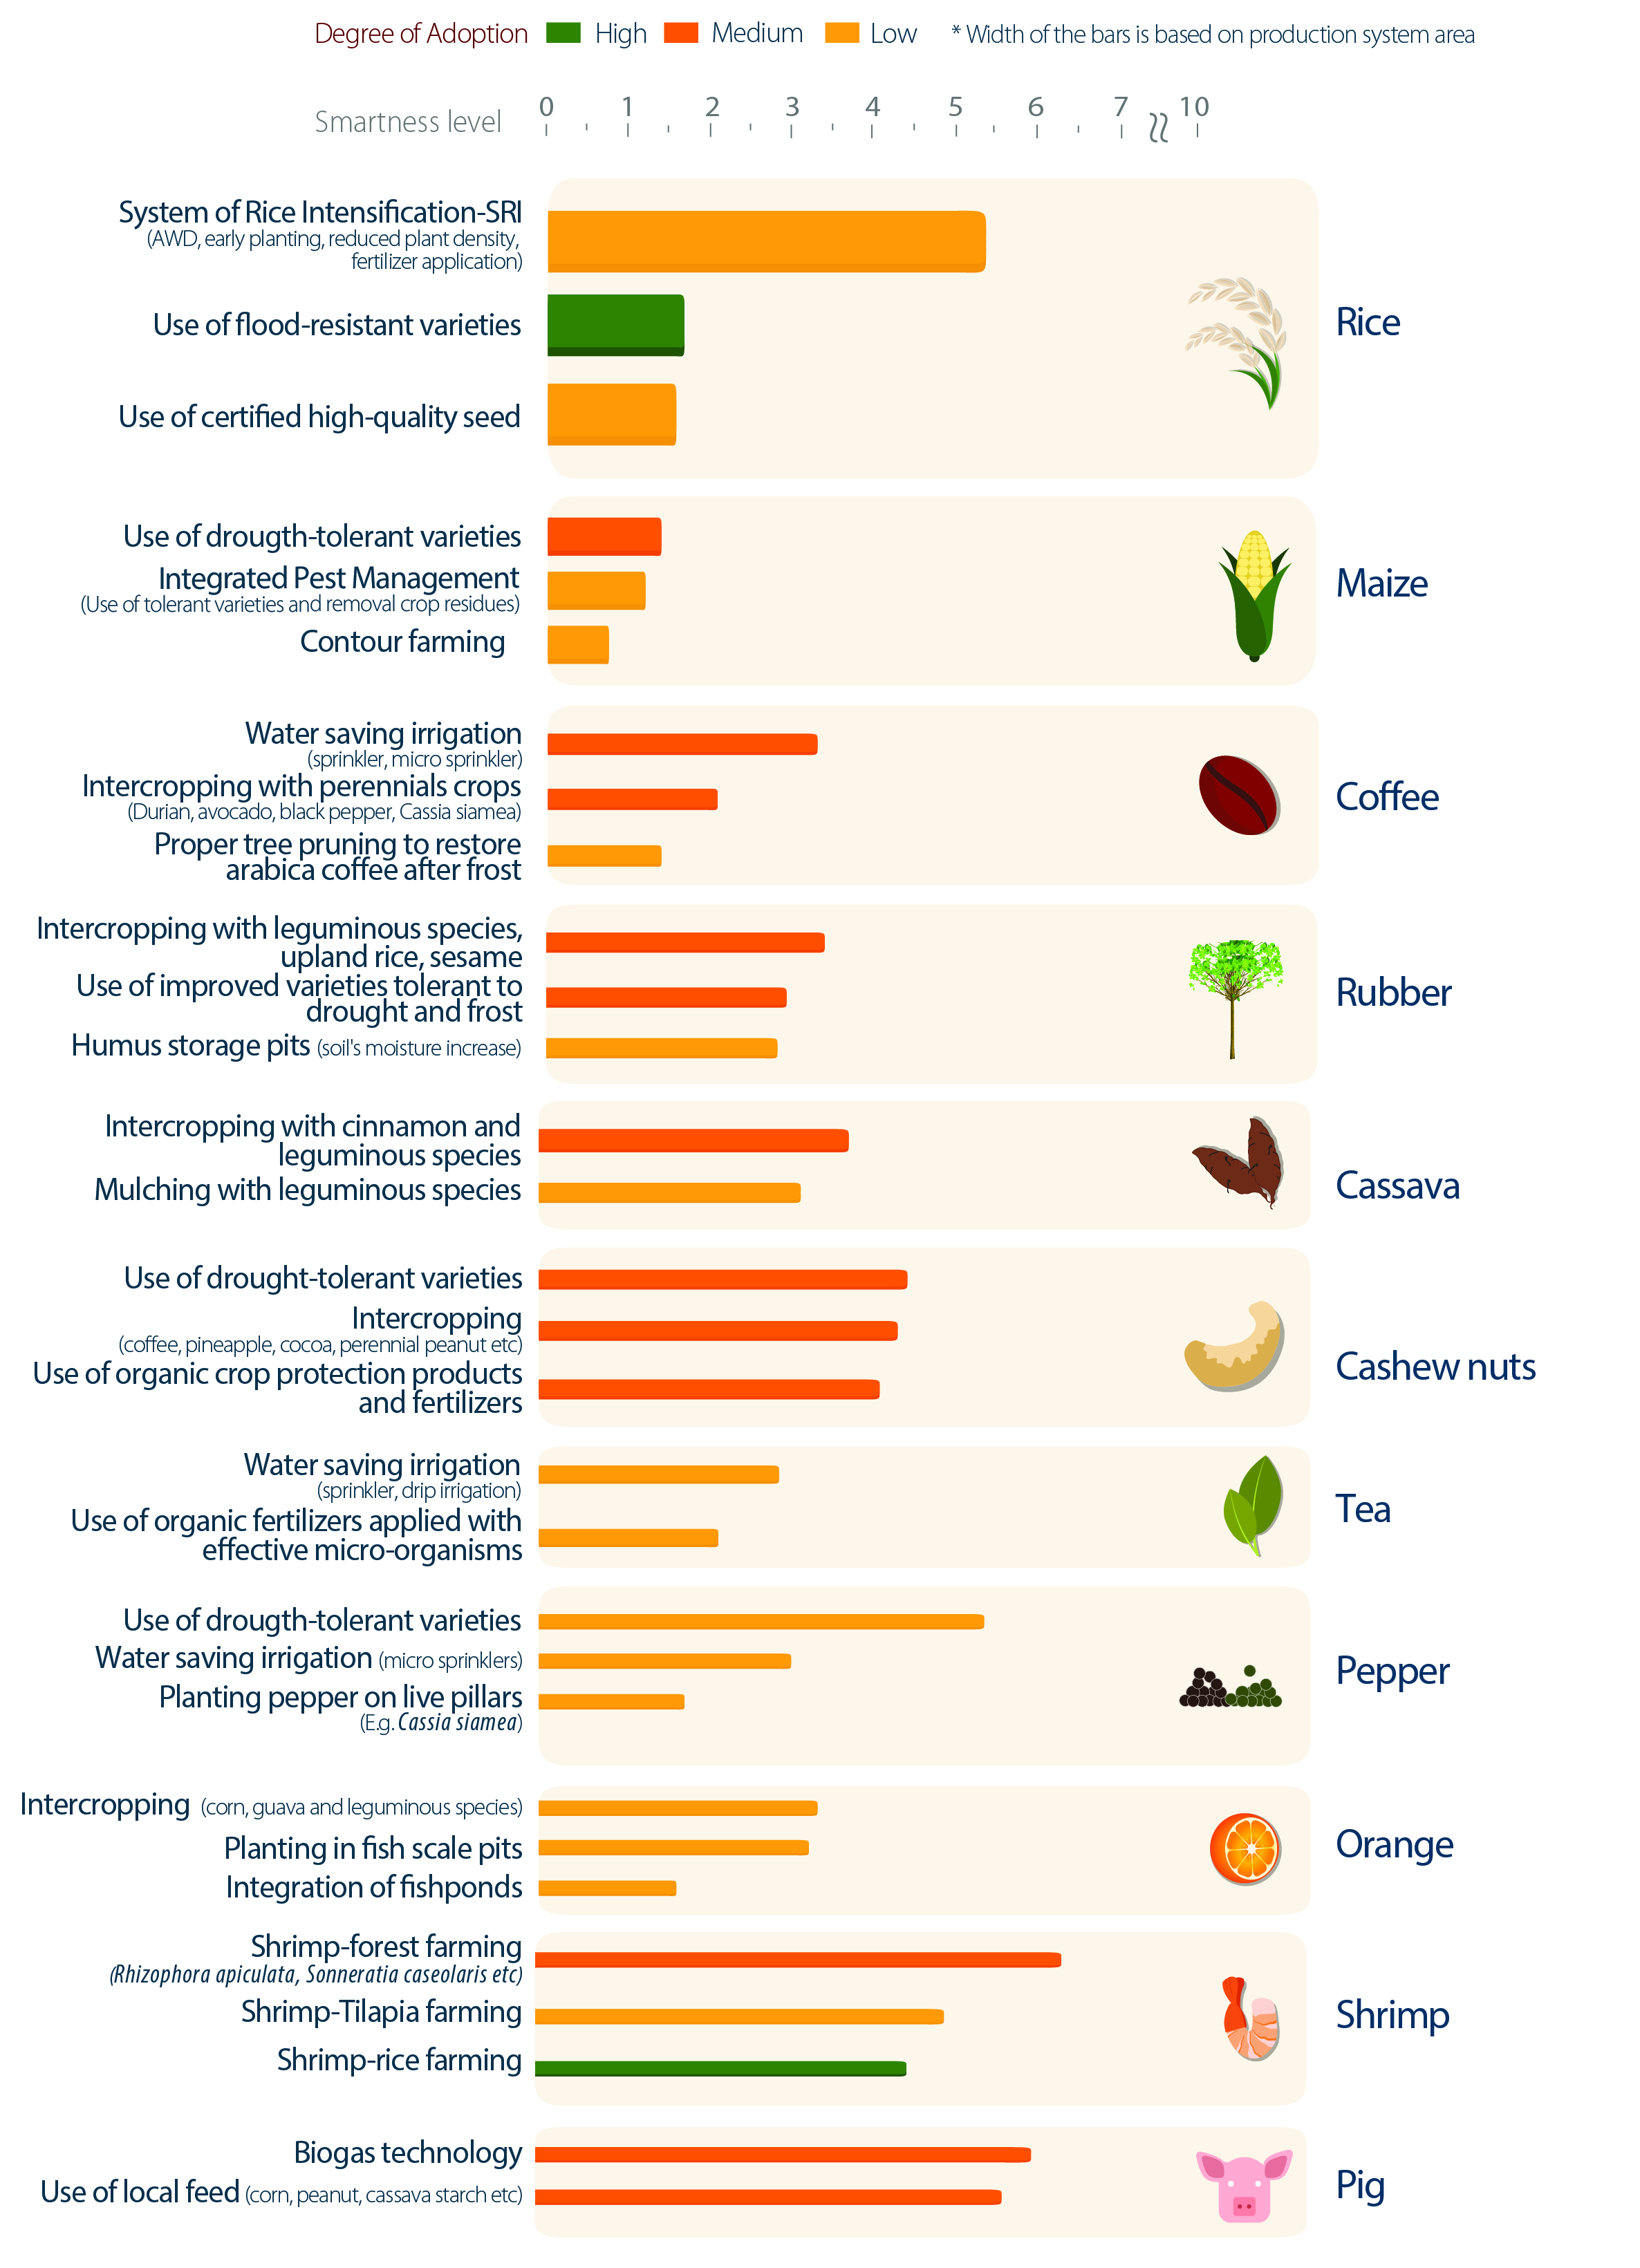 Degree of Adoption High Medium Low * Width of the bars is based on production system area
Smartness level 0 1 2 3 4 5 6 7 10
System of Rice Intensification-SRI
(AWD, early planting, reduced plant density,
fertilizer application)
Use of flood-resistant varieties
Use of certified high-quality seed
Rice
Use of drougth-tolerant varieties
Integrated Pest Management
(Use of tolerant varieties and removal crop residues)
Contour farming
Maize
Water saving irrigation
(sprinkler, micro sprinkler)
Intercropping with perennials crops
(Durian, avocado, black pepper, Cassia siamea)
Proper tree pruning to restore
arabica coffee after frost
Coffee
Intercropping with leguminous species,
upland rice, sesame
Use of improved varieties tolerant to
drought and frost
Humus storage pits (soil's moisture increase)
Rubber
Intercropping with cinnamon and
leguminous species
Mulching with leguminous species
Cassava
Use of drought-tolerant varieties
Intercropping
(coffee, pineapple, cocoa, perennial peanut etc)
Use of organic crop protection products
and fertilizers
Cashew nuts
Water saving irrigation
(sprinkler, drip irrigation)
Use of organic fertilizers applied with
effective micro-organisms
Tea
Use of drougth-tolerant varieties
Water saving irrigation (micro sprinklers)
Planting pepper on live pillars
(E.g. Cassia siamea)
Pepper
Intercropping (corn, guava and leguminous species)
Planting in fish scale pits
Integration of fishponds
Orange
Shrimp-forest farming
(Rhizophora apiculata, Sonneratia caseolaris etc)
Shrimp-Tilapia farming
Shrimp-rice farming
Shrimp
Biogas technology
Use of local feed (corn, peanut, cassava starch etc)
Pig